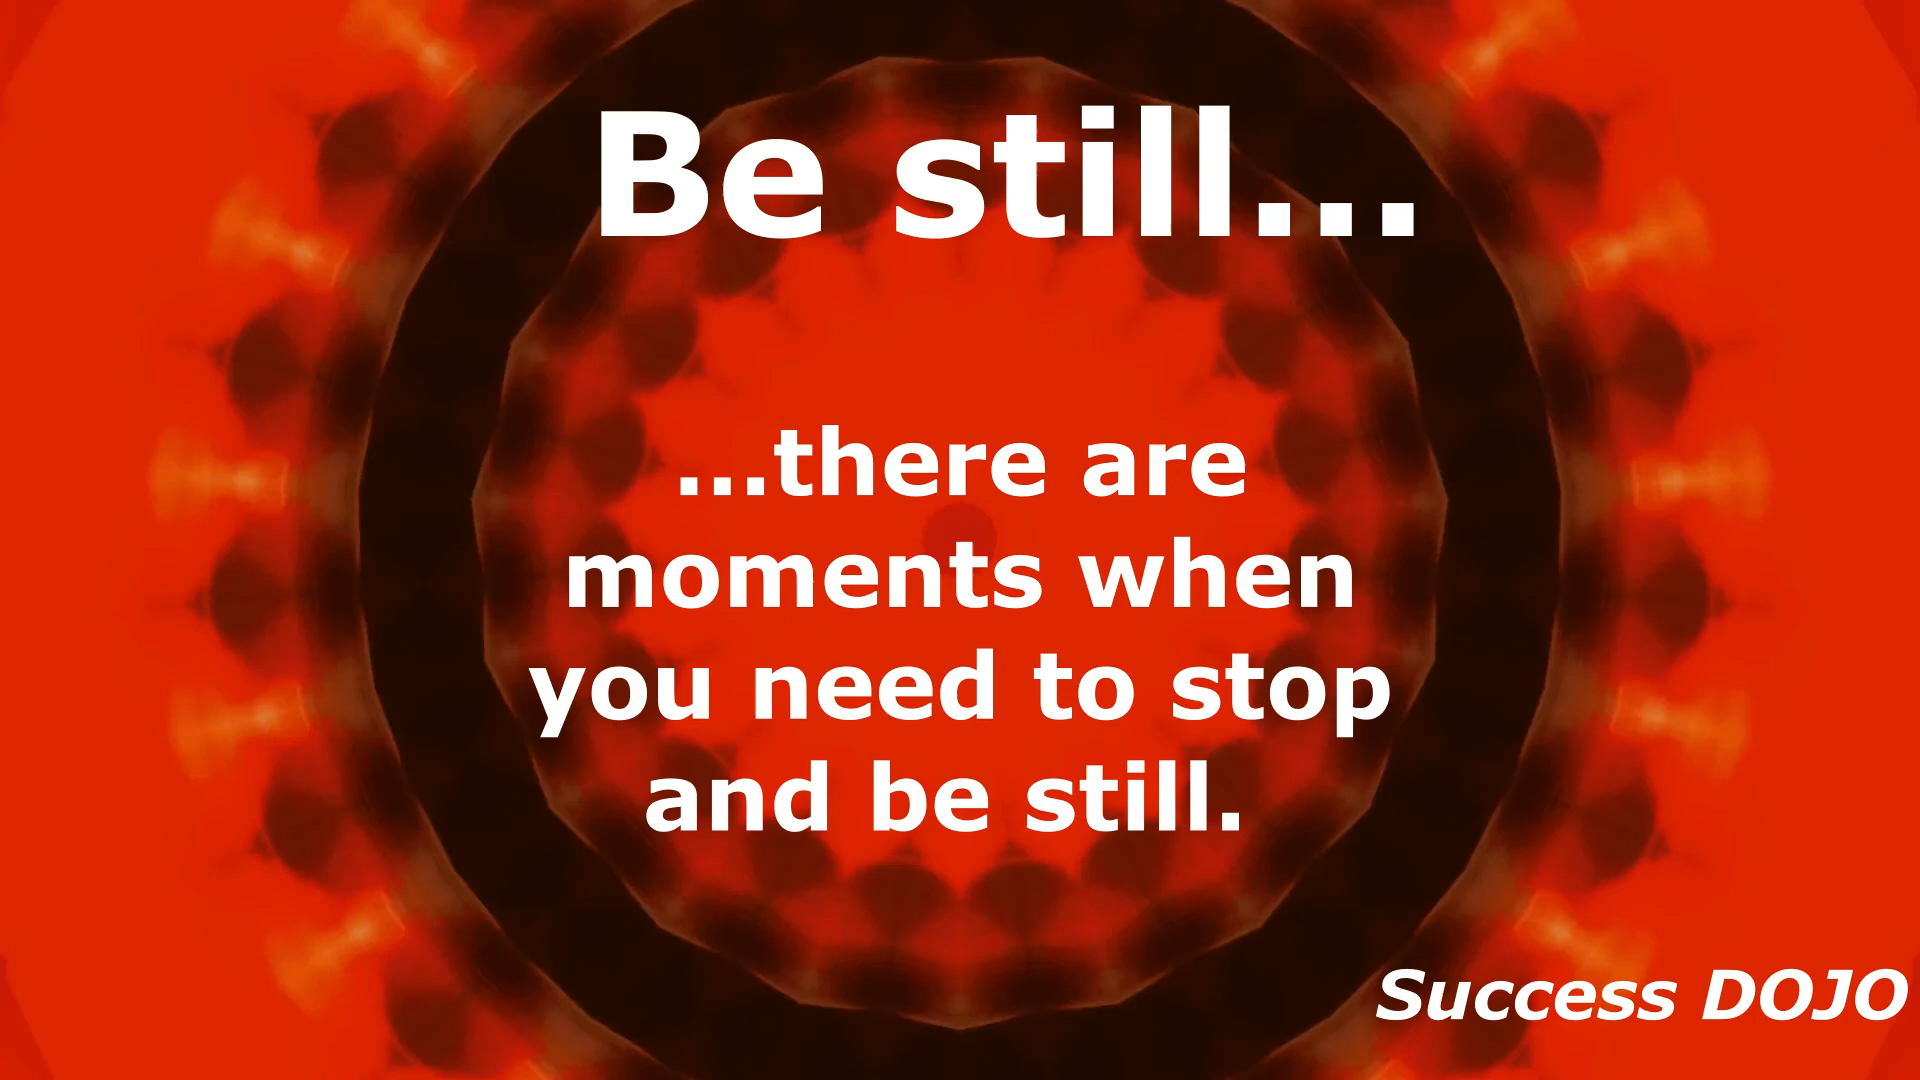 Be still...
...there are
moments when
you need to stop
and be still.
Success DOJO